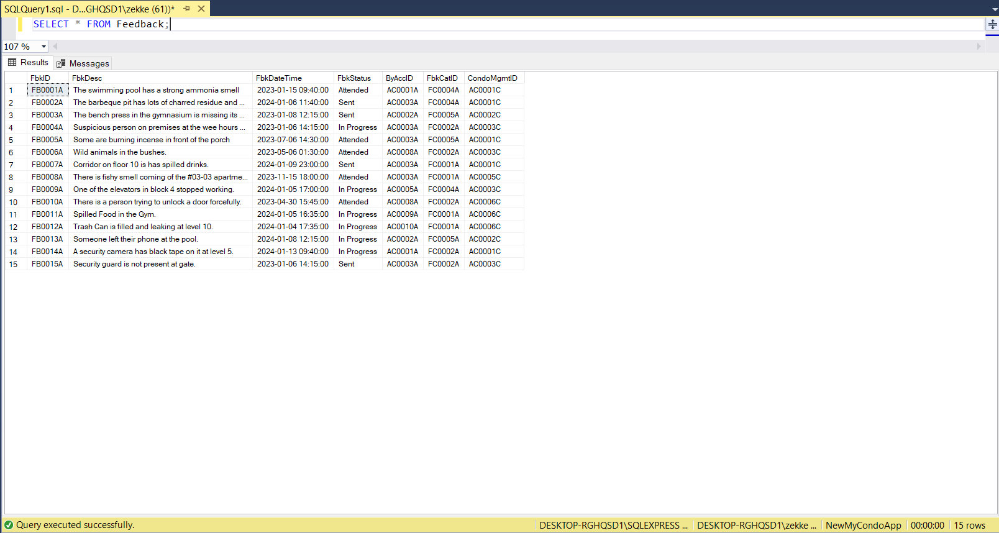 SQLQuery1.sql - D...GHQSD1\zekke (61))*
SELECT * FROM Feedback;
107 %
Results Messages
FbkID FbkDesc FbkDateTime FbkStatus ByAccID FbkCatID CondoMgmtID
1 FB0001A The swimming pool has a strong ammonia smell 2023-01-15 09:40:00 Attended AC0001A FC0004A AC0001C
2 FB0002A The barbeque pit has lots of charred residue and ... 2024-01-06 11:40:00 Sent AC0003A FC0004A AC0001C
3 FB0003A The bench press in the gymnasium is missing its ... 2023-01-08 12:15:00 Sent AC0002A FC0005A AC0002C
4 FB0004A Suspicious person on premises at the wee hours ... 2023-01-06 14:15:00 In Progress AC0003A FC0002A AC0003C
5 FB0005A Some are burning incense in front of the porch 2023-07-06 14:30:00 Attended AC0003A FC0005A AC0001C
6 FB0006A Wild animals in the bushes. 2023-05-06 01:30:00 Attended AC0008A FC0002A AC0003C
7 FB0007A Corridor on floor 10 is has spilled drinks. 2024-01-09 23:00:00 Sent AC0003A FC0001A AC0001C
8 FB0008A There is fishy smell coming of the #03-03 apartme... 2023-11-15 18:00:00 Attended AC0003A FC0001A AC0005C
9 FB0009A One of the elevators in block 4 stopped working. 2024-01-05 17:00:00 In Progress AC0005A FC0004A AC0003C
10 FB0010A There is a person trying to unlock a door forcefully. 2023-04-30 15:45:00 Attended AC0008A FC0002A AC0006C
11 FB0011A Spilled Food in the Gym. 2024-01-05 16:35:00 In Progress AC0009A FC0001A AC0006C
12 FB0012A Trash Can is filled and leaking at level 10. 2024-01-04 17:35:00 In Progress AC0010A FC0001A AC0006C
13 FB0013A Someone left their phone at the pool. 2024-01-08 12:15:00 In Progress AC0002A FC0005A AC0002C
14 FB0014A A security camera has black tape on it at level 5. 2024-01-13 09:40:00 In Progress AC0001A FC0002A AC0001C
15 FB0015A Security guard is not present at gate. 2023-01-06 14:15:00 Sent AC0003A FC0002A AC0003C
Query executed successfully. DESKTOP-RGHQSD1\SQLEXPRESS ... DESKTOP-RGHQSD1\zekke ... NewMyCondoApp 00:00:00 15 rows